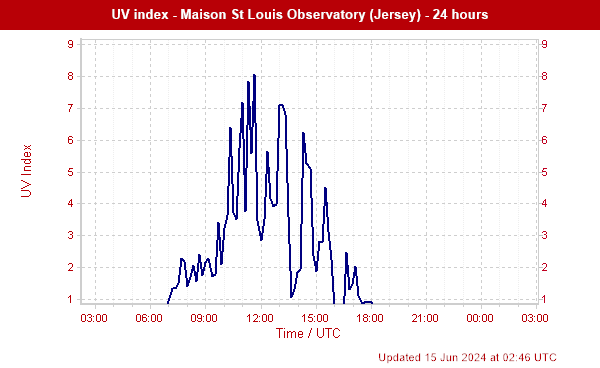 UV index - Maison St Louis Observatory (Jersey) - 24 hours
9 9
8 8
7 7
6 6
5 5
4 4
3 3
2 2
1 1
UV Index
03:00 06:00 09:00 12:00 15:00 18:00 21:00 00:00 03:00
Time / UTC
Updated 15 Jun 2024 at 02:46 UTC